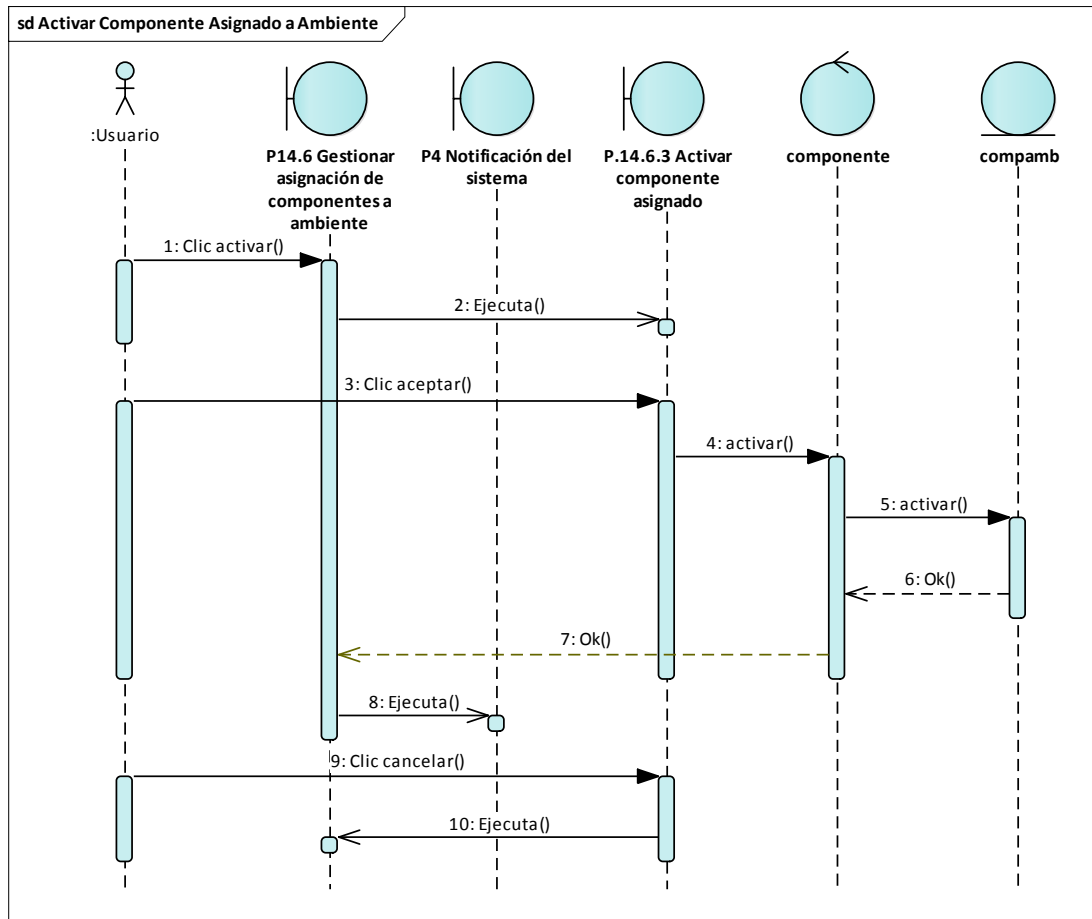 sd Activar Componente Asignado a Ambiente
:Usuario
P14.6 Gestionar
asignación de
componentes a
ambiente
P4 Notificación del
sistema
P.14.6.3 Activar
componente
asignado
componente
compamb
1: Clic activar()
2: Ejecuta()
3: Clic aceptar()
4: activar()
5: activar()
6: Ok()
7: Ok()
8: Ejecuta()
9: Clic cancelar()
10: Ejecuta()